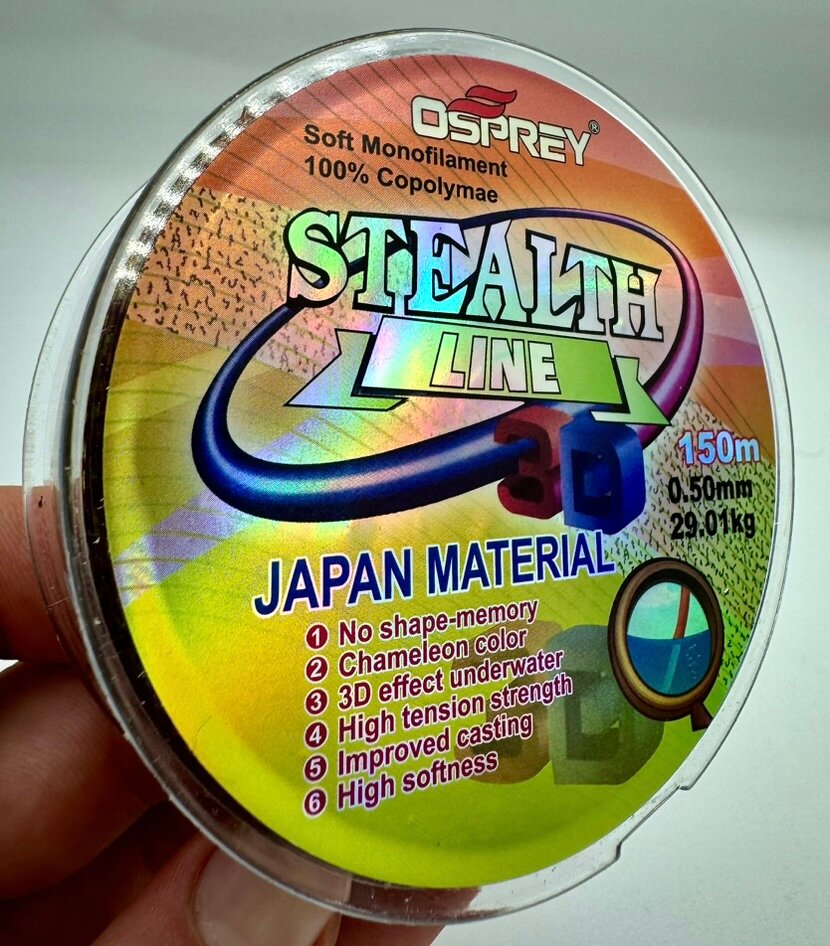 OSPREY®
Soft Monofilament
100% Copolymae
STEALTH
LINE
3D
150m
0.50mm
29.01kg
JAPAN MATERIAL
1 No shape-memory
2 Chameleon color
3 3D effect underwater
4 High tension strength
5 Improved casting
6 High softness
3D